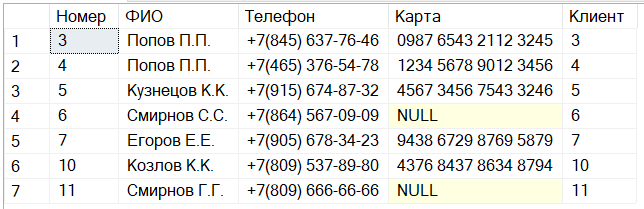 Номер ФИО Телефон Карта Клиент
1 3 Попов П.П. +7(845) 637-76-46 0987 6543 2112 3245 3
2 4 Попов П.П. +7(465) 376-54-78 1234 5678 9012 3456 4
3 5 Кузнецов К.К. +7(915) 674-87-32 4567 3456 7543 3246 5
4 6 Смирнов С.С. +7(864) 567-09-09 NULL 6
5 7 Егоров Е.Е. +7(905) 678-34-23 9438 6729 8769 5879 7
6 10 Козлов К.К. +7(809) 537-89-80 4376 8437 8634 8794 10
7 11 Смирнов Г.Г. +7(809) 666-66-66 NULL 11